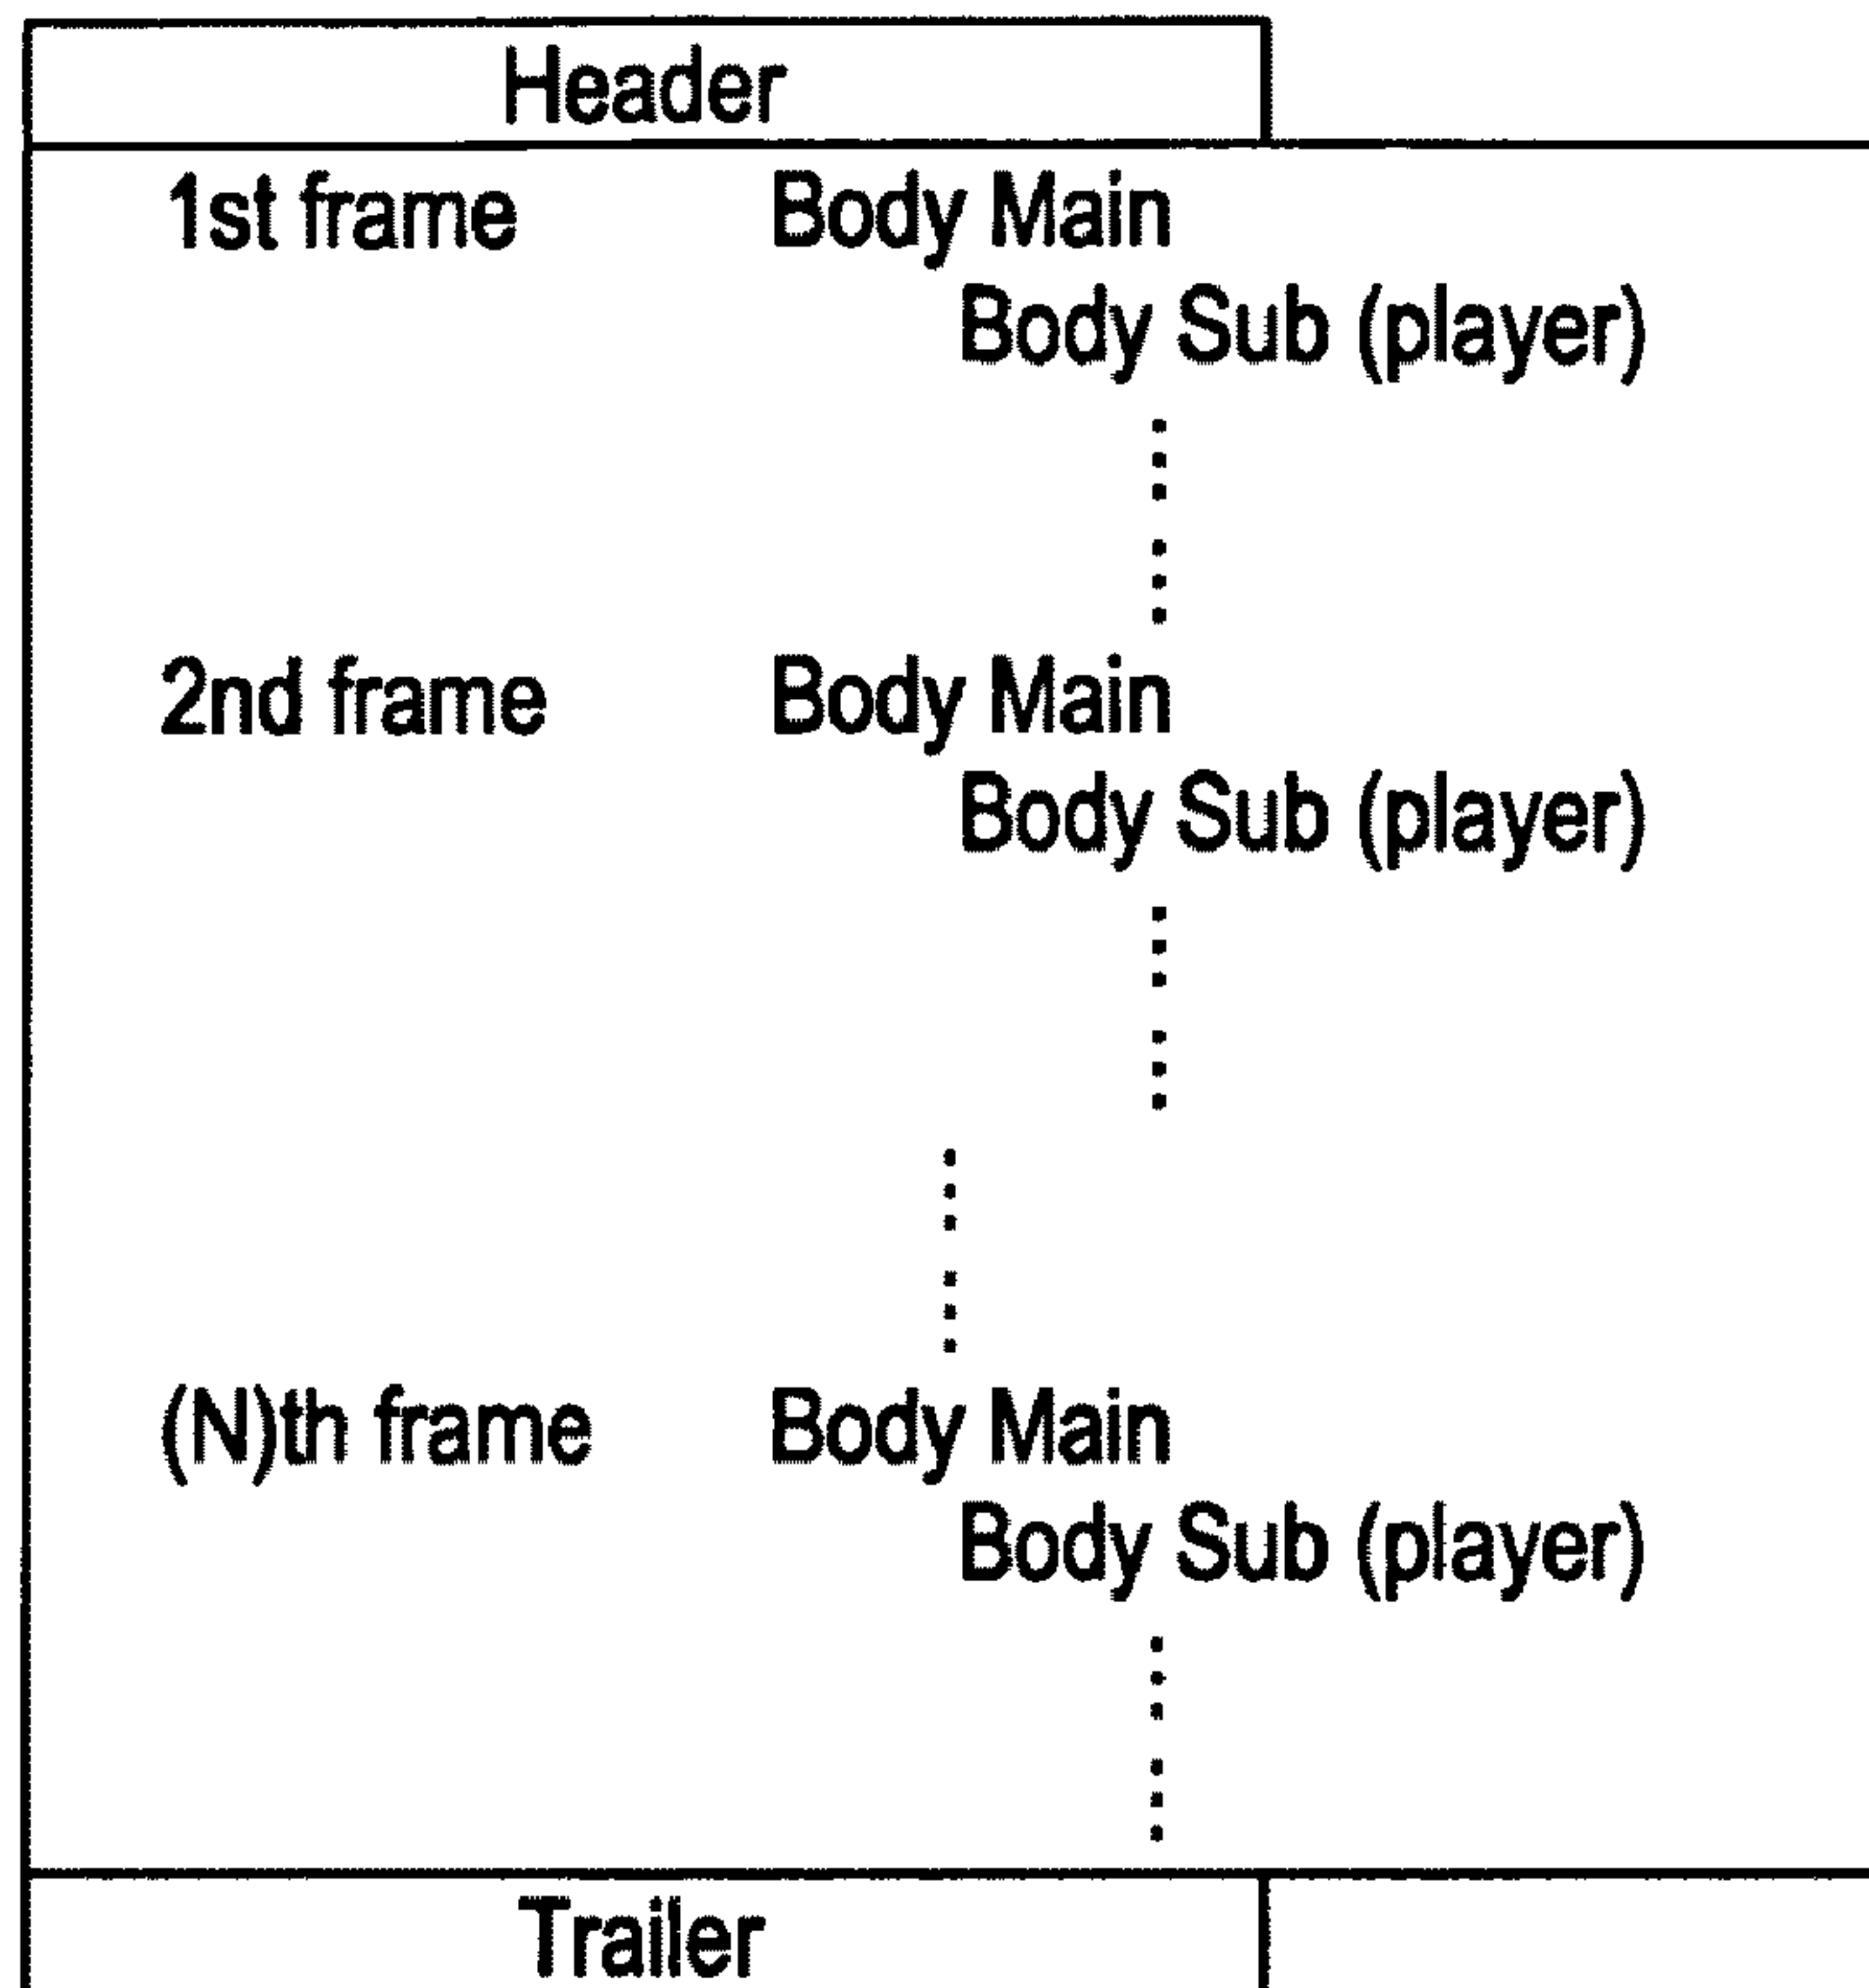 Header
1st frame Body Main
Body Sub (player)
2nd frame Body Main
Body Sub (player)
(N)th frame Body Main
Body Sub (player)
Trailer